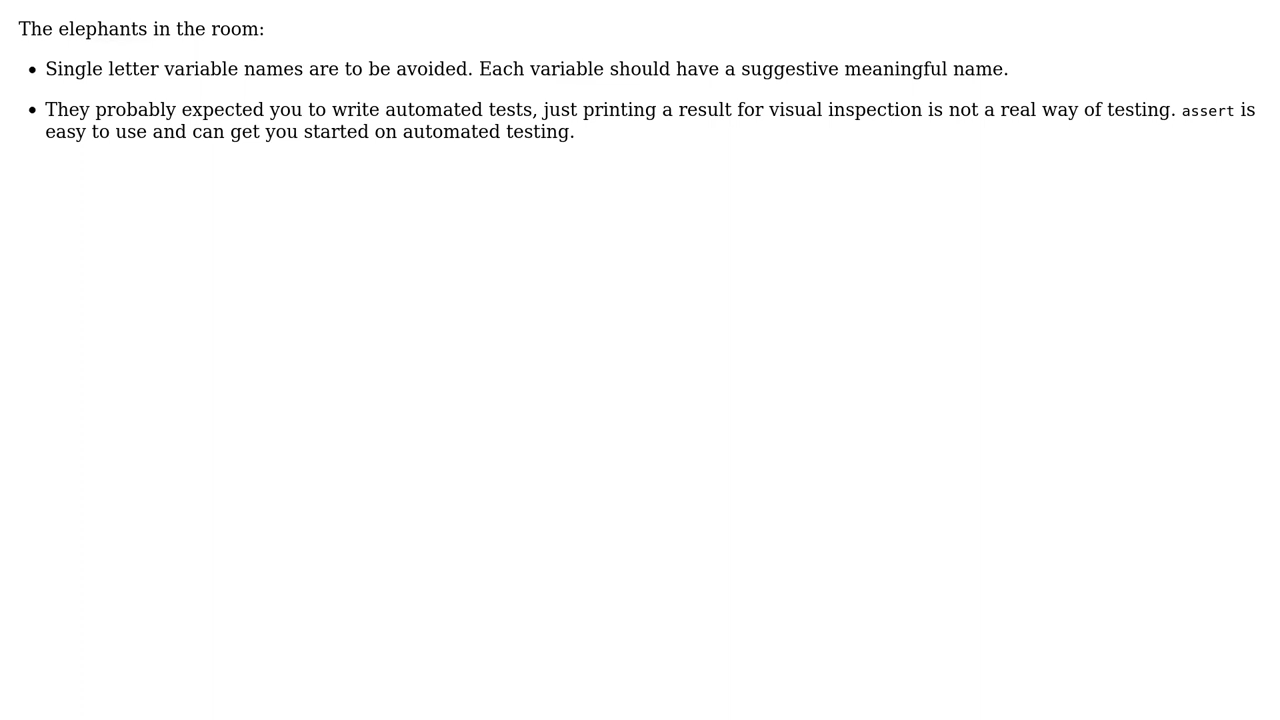 The elephants in the room:
• Single letter variable names are to be avoided. Each variable should have a suggestive meaningful name.
• They probably expected you to write automated tests, just printing a result for visual inspection is not a real way of testing. assert is
easy to use and can get you started on automated testing.